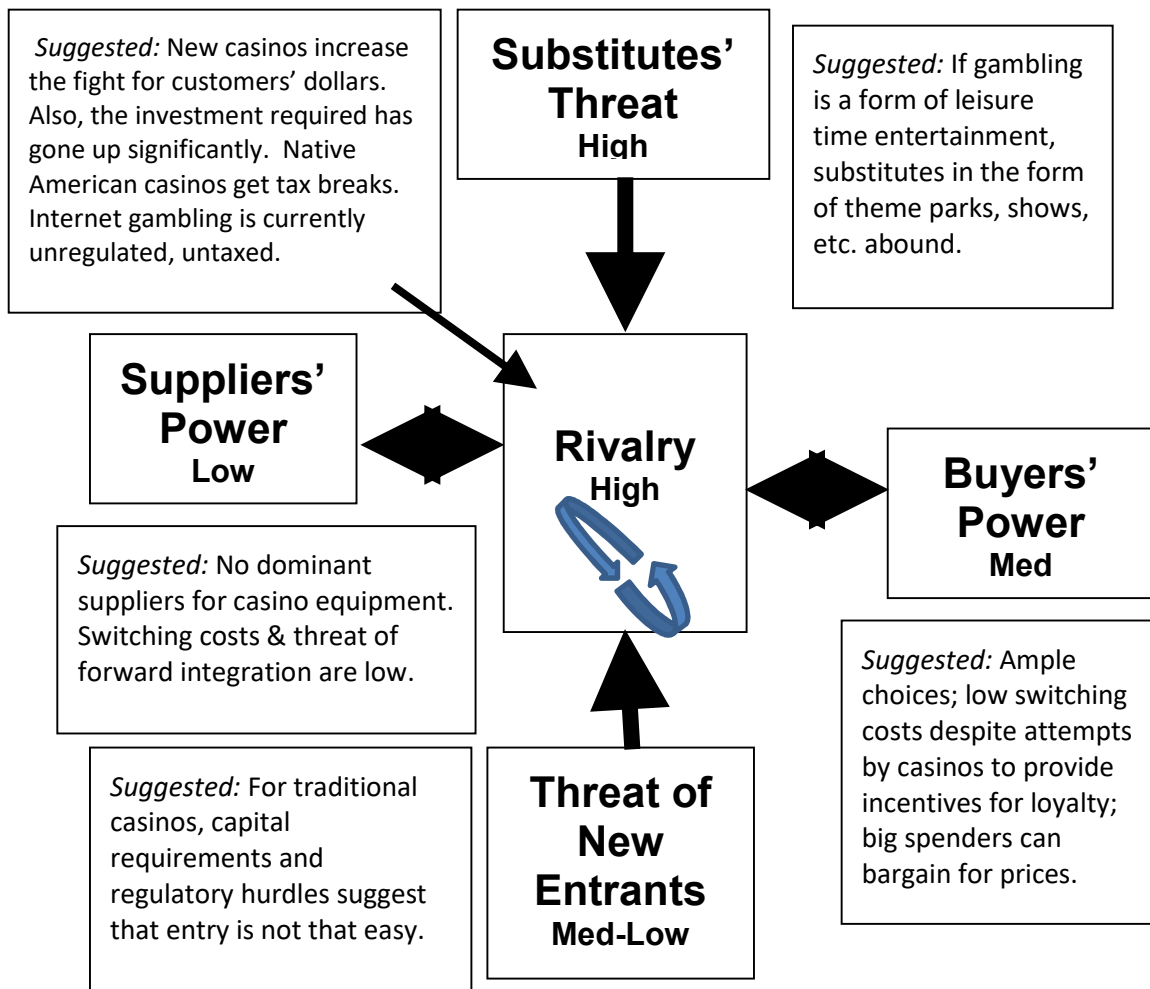 Suggested: New casinos increase
the fight for customers’ dollars.
Also, the investment required has
gone up significantly.  Native
American casinos get tax breaks.
Internet gambling is currently
unregulated, untaxed.
Substitutes’
Threat
High
Suggested: If gambling
is a form of leisure
time entertainment,
substitutes in the form
of theme parks, shows,
etc. abound.
Suppliers’
Power
Low
Rivalry
High
Buyers’
Power
Med
Suggested: No dominant
suppliers for casino equipment.
Switching costs & threat of
forward integration are low.
Suggested: Ample
choices; low switching
costs despite attempts
by casinos to provide
incentives for loyalty;
big spenders can
bargain for prices.
Suggested: For traditional
casinos, capital
requirements and
regulatory hurdles suggest
that entry is not that easy.
Threat of
New
Entrants
Med-Low